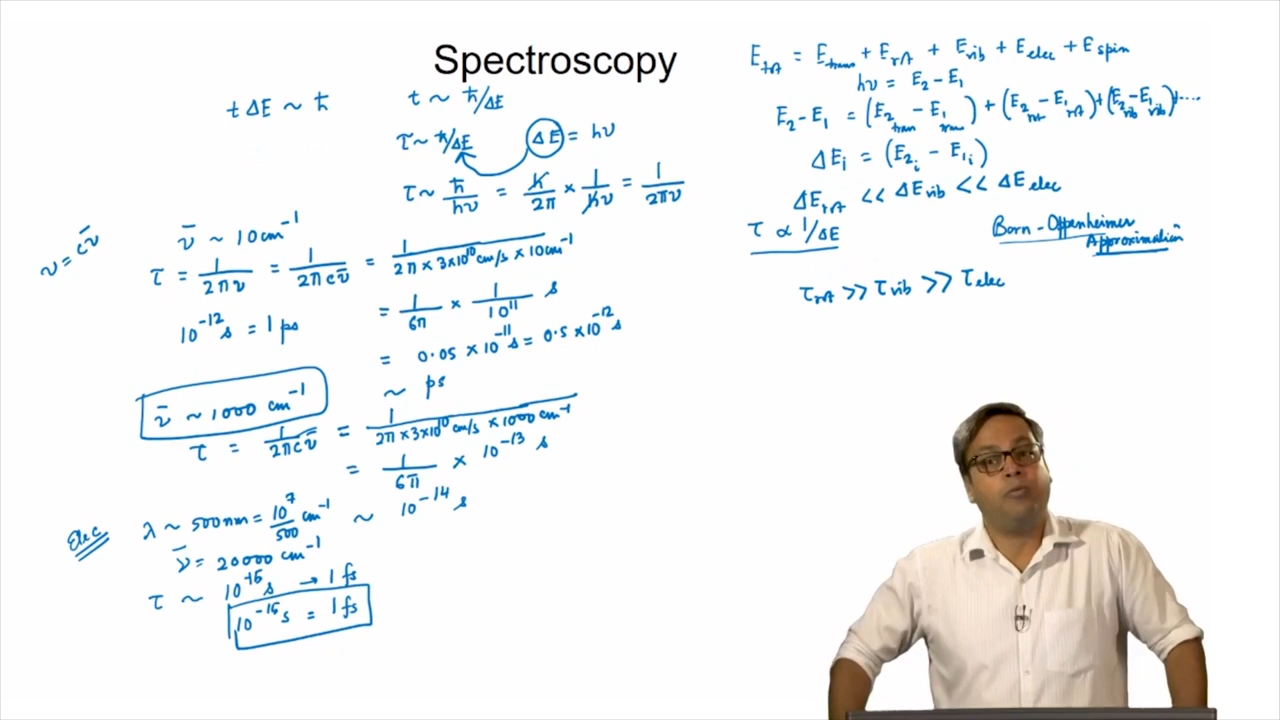 Spectroscopy
t ΔE ~ ħ
t ~ ħ/ΔE
τ ~ ħ/ΔE ΔE = hν
τ ~ ħ/hν = h/2π × 1/hν = 1/2πν
ν = cν̄
ν̄ ~ 10 cm⁻¹
τ = 1/2πν = 1/2πcν̄ = 1/2π × 3×10¹⁰ cm/s × 10 cm⁻¹
10⁻¹² s = 1 ps
= 1/6π × 1/10¹¹ s
= 0.05 × 10⁻¹¹ s = 0.5 × 10⁻¹² s
~ ps
ν̄ ~ 1000 cm⁻¹
τ = 1/2πcν̄ = 1/2π × 3×10¹⁰ cm/s × 1000 cm⁻¹
= 1/6π × 10⁻¹³ s
~ 10⁻¹⁴ s
Elec λ ~ 500 nm = 10⁷/500 cm⁻¹
ν̄ = 20000 cm⁻¹
τ ~ 10⁻¹⁵ s → 1 fs
10⁻¹⁵ s = 1 fs
E_tot = E_trans + E_rot + E_vib + E_elec + E_spin
hν = E₂ − E₁
E₂ − E₁ = (E₂trans − E₁trans) + (E₂rot − E₁rot) + (E₂vib − E₁vib) + ....
ΔEᵢ = (E₂ᵢ − E₁ᵢ)
ΔE_rot << ΔE_vib << ΔE_elec
τ ∝ 1/ΔE
Born-Oppenheimer
Approximation
τ_rot >> τ_vib >> τ_elec